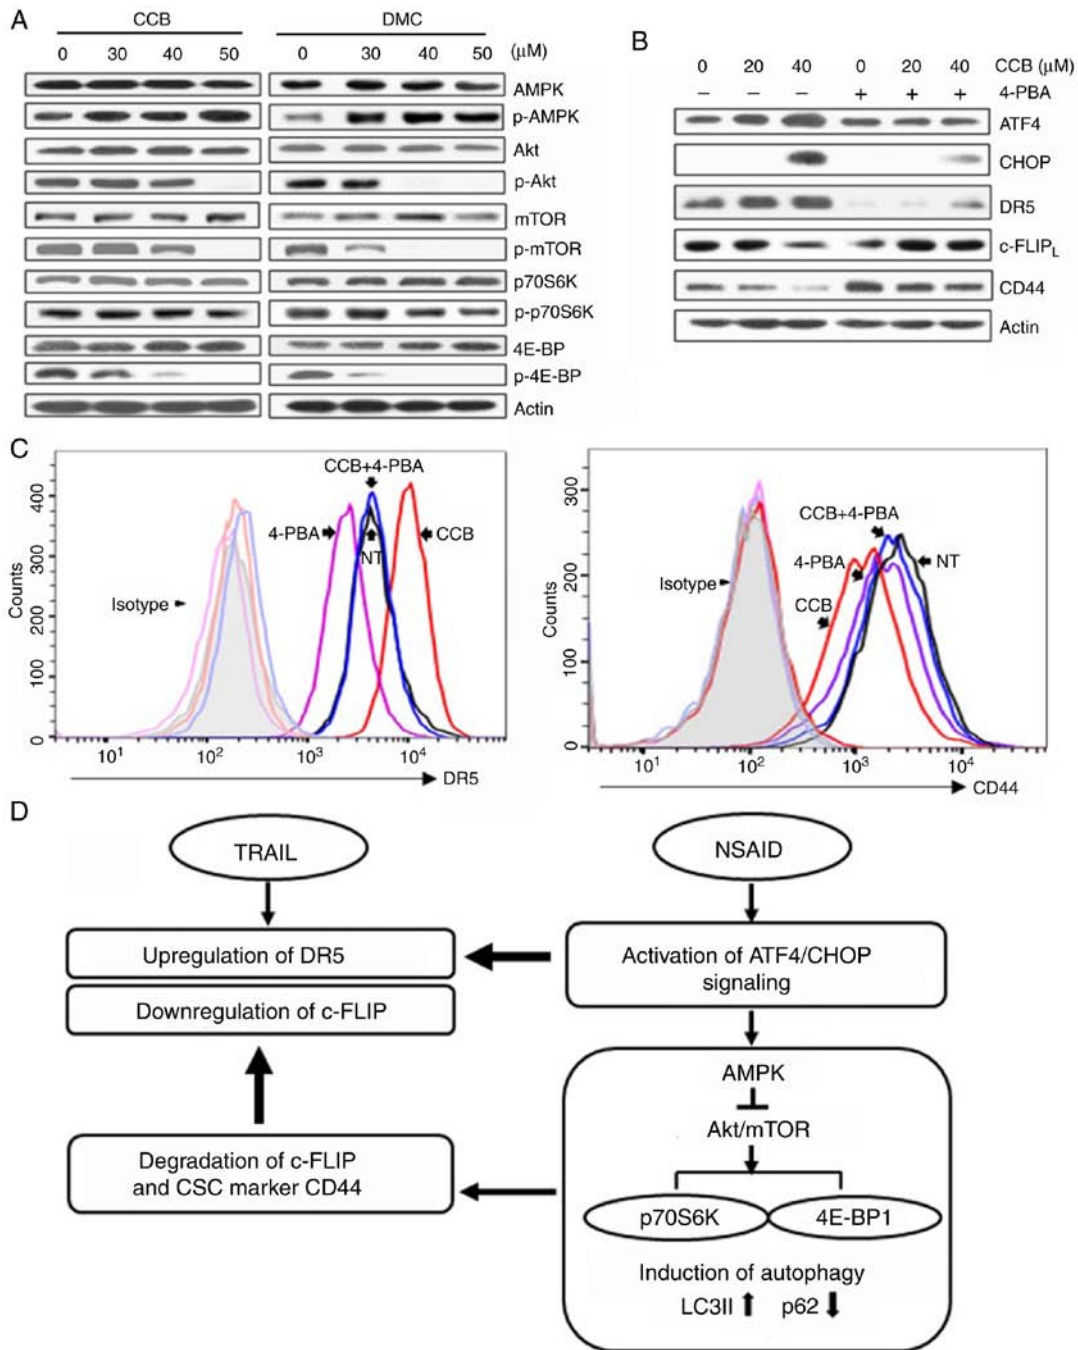 A
CCB DMC
0 30 40 50 0 30 40 50 (μM)
AMPK
p-AMPK
Akt
p-Akt
mTOR
p-mTOR
p70S6K
p-p70S6K
4E-BP
p-4E-BP
Actin
B
0 20 40 0 20 40 CCB (μM)
– – – + + + 4-PBA
ATF4
CHOP
DR5
c-FLIPL
CD44
Actin
C
Counts
400
300
200
100
0
CCB+4-PBA
4-PBA
NT
CCB
Isotype
10¹ 10² 10³ 10⁴
DR5
Counts
300
200
100
0
CCB+4-PBA
4-PBA
NT
CCB
Isotype
10¹ 10² 10³ 10⁴
CD44
D
TRAIL
NSAID
Upregulation of DR5
Downregulation of c-FLIP
Activation of ATF4/CHOP
signaling
Degradation of c-FLIP
and CSC marker CD44
AMPK
Akt/mTOR
p70S6K 4E-BP1
Induction of autophagy
LC3II p62